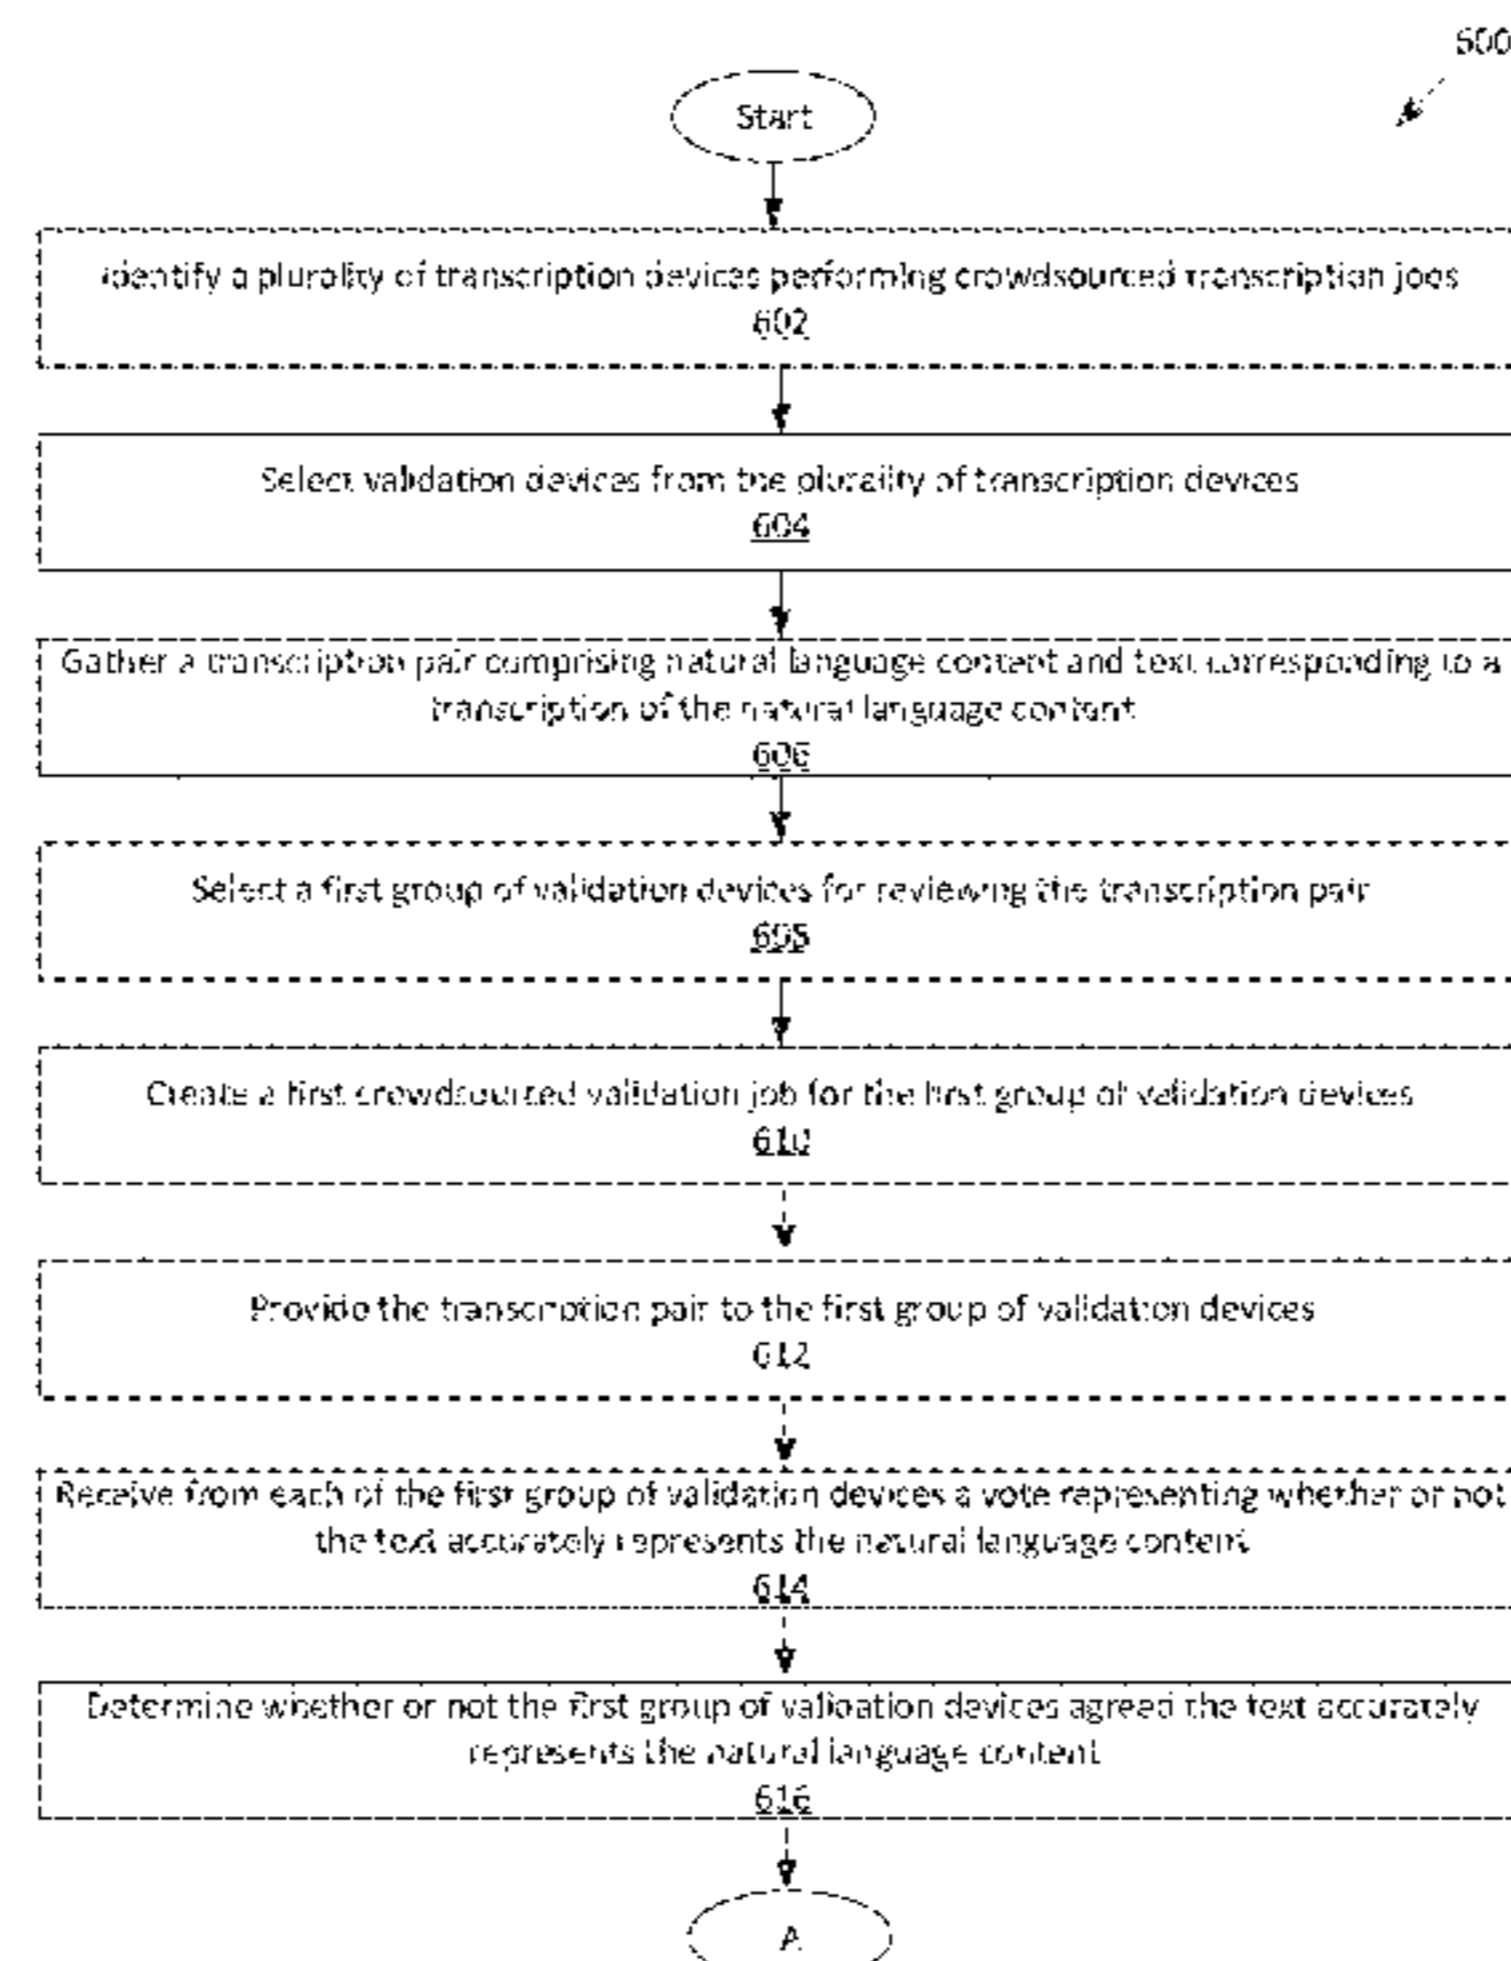 600
Start
Identify a plurality of transcription devices performing crowdsourced transcription jobs
602
Select validation devices from the plurality of transcription devices
604
Gather a transcription pair comprising natural language content and text corresponding to a
transcription of the natural language content
606
Select a first group of validation devices for reviewing the transcription pair
608
Create a first crowdsourced validation job for the first group of validation devices
610
Provide the transcription pair to the first group of validation devices
612
Receive from each of the first group of validation devices a vote representing whether or not
the text accurately represents the natural language content
614
Determine whether or not the first group of validation devices agreed the text accurately
represents the natural language content
616
A